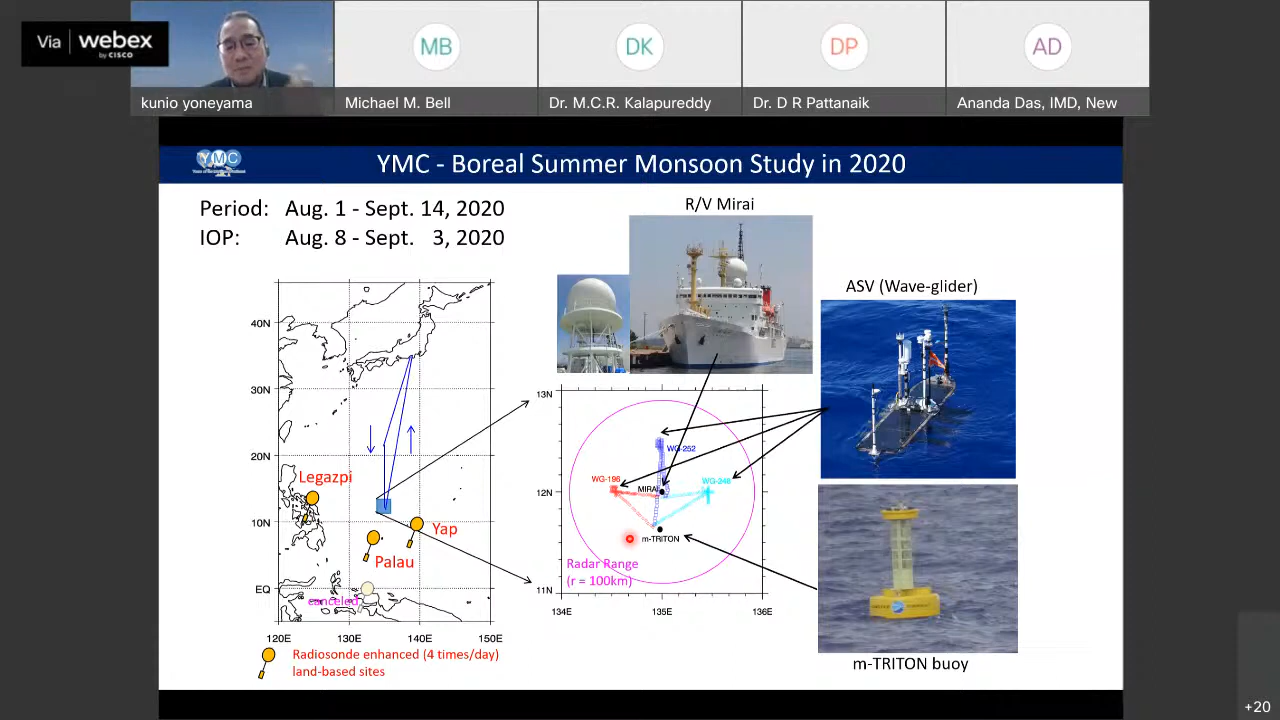 Via webex
by CISCO
kunio yoneyama
MB
Michael M. Bell
DK
Dr. M.C.R. Kalapureddy
DP
Dr. D R Pattanaik
AD
Ananda Das, IMD, New
YMC
YMC - Boreal Summer Monsoon Study in 2020
Period: Aug. 1 - Sept. 14, 2020
IOP: Aug. 8 - Sept. 3, 2020
R/V Mirai
ASV (Wave-glider)
40N
30N
20N
10N
EQ
120E 130E 140E 150E
Legazpi
Yap
Palau
canceled
Radiosonde enhanced (4 times/day)
land-based sites
13N
12N
11N
134E 135E 136E
WG-252
WG-196
MIRAI
WG-248
m-TRITON
Radar Range
(r = 100km)
m-TRITON buoy
+20